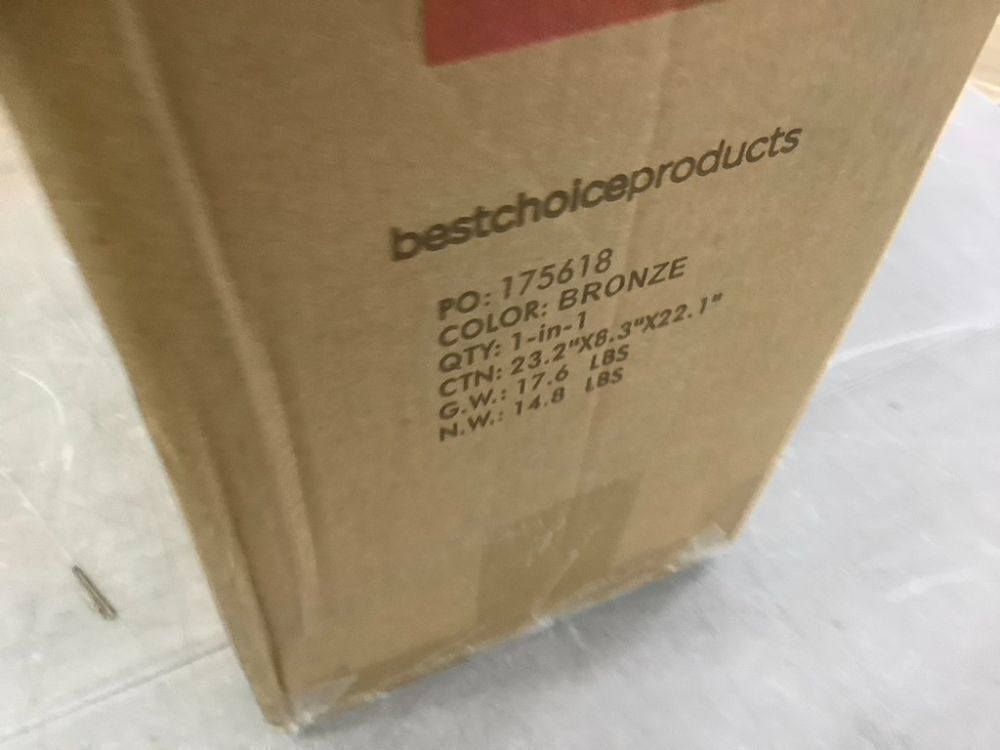 bestchoiceproducts
PO: 175618
COLOR: BRONZE
QTY: 1-in-1
CTN: 23.2"X8.3"X22.1"
G.W.: 17.6 LBS
N.W.: 14.8 LBS